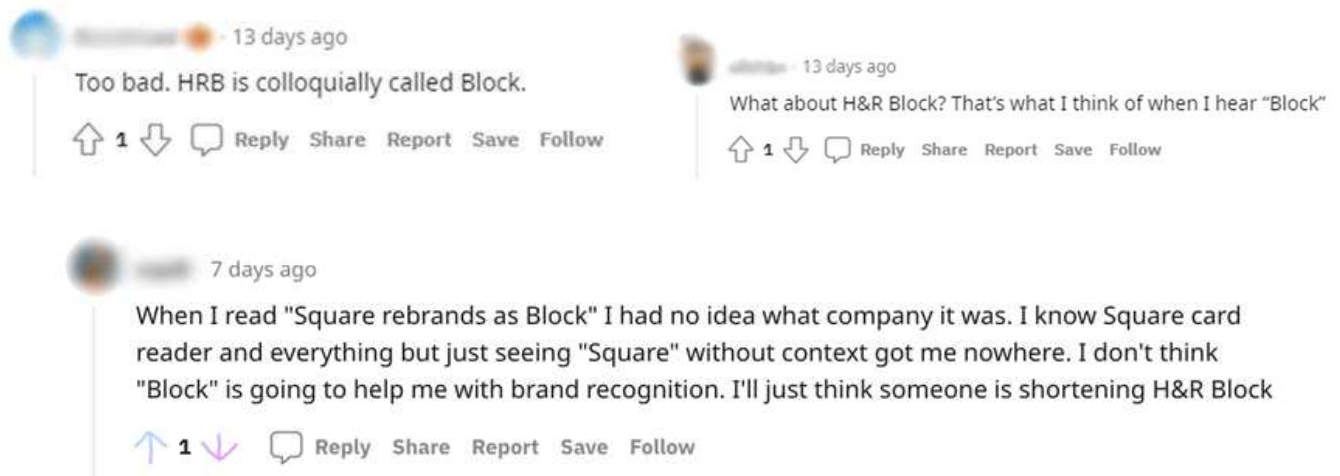 · 13 days ago
Too bad. HRB is colloquially called Block.
1 Reply Share Report Save Follow
· 13 days ago
What about H&R Block? That's what I think of when I hear “Block”
1 Reply Share Report Save Follow
7 days ago
When I read "Square rebrands as Block" I had no idea what company it was. I know Square card
reader and everything but just seeing "Square" without context got me nowhere. I don't think
"Block" is going to help me with brand recognition. I'll just think someone is shortening H&R Block
1 Reply Share Report Save Follow